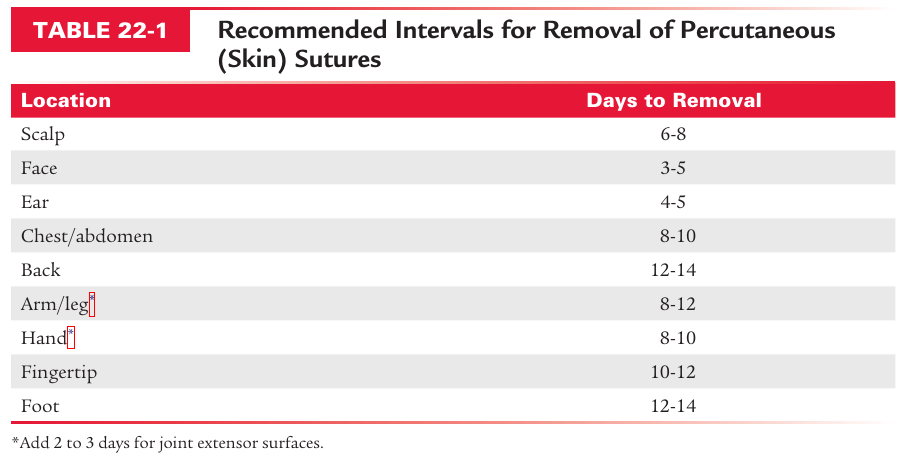 TABLE 22-1
Recommended Intervals for Removal of Percutaneous
(Skin) Sutures
Location Days to Removal
Scalp 6-8
Face 3-5
Ear 4-5
Chest/abdomen 8-10
Back 12-14
Arm/leg* 8-12
Hand* 8-10
Fingertip 10-12
Foot 12-14
*Add 2 to 3 days for joint extensor surfaces.